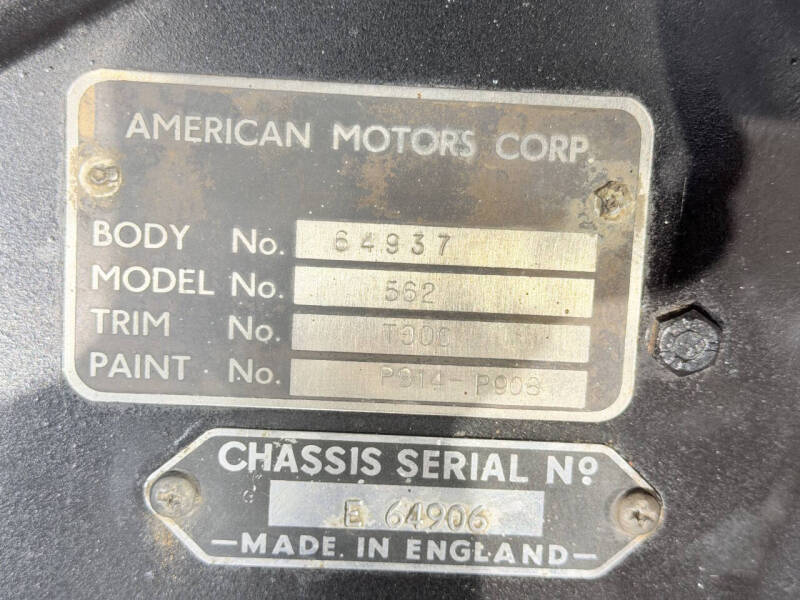 AMERICAN MOTORS CORP.
BODY No. 64937
MODEL No. 562
TRIM No.
PAINT No.
CHASSIS SERIAL Nº
E 64906
—MADE IN ENGLAND—